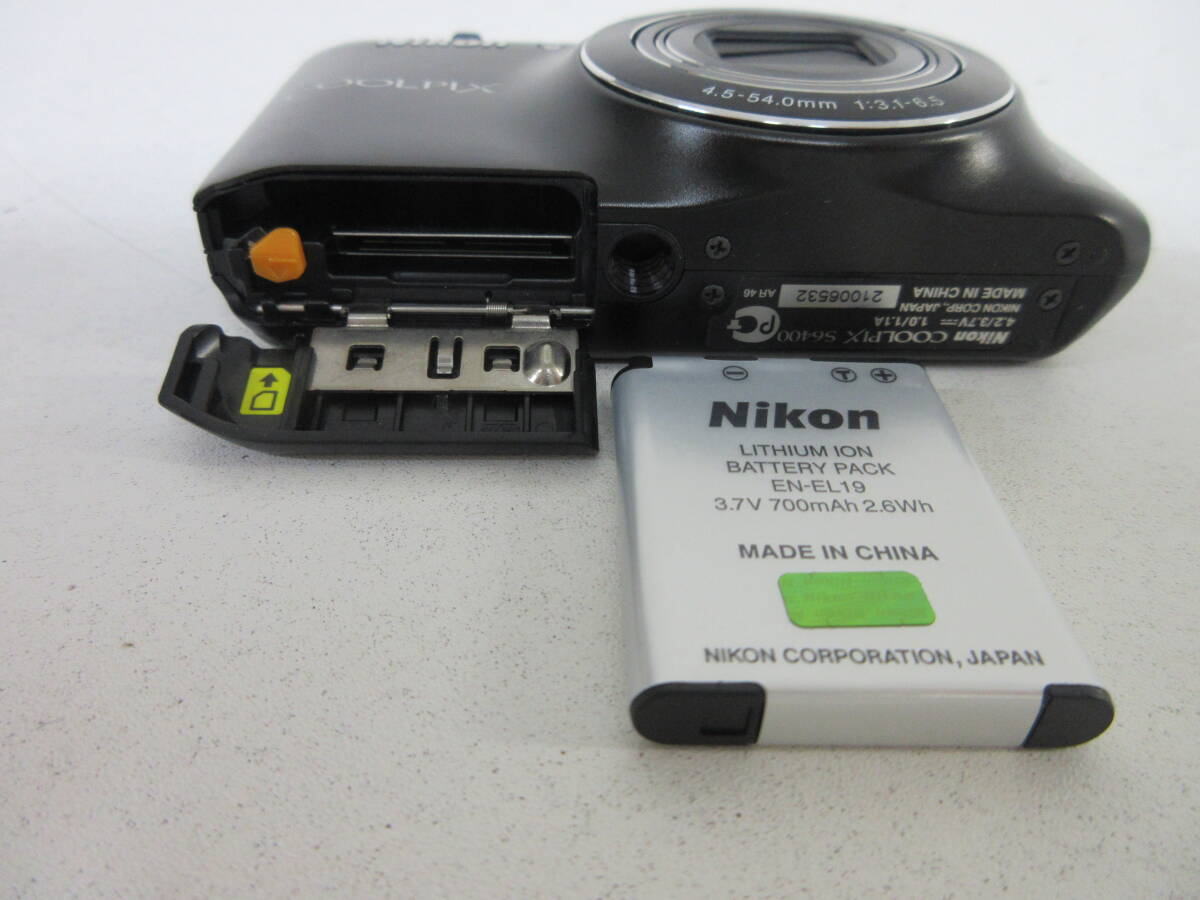 COOLPIX
4.5-54.0mm 1:3.1-6.5
Nikon COOLPIX S6400
4.2/3.7V⎓ 1.0/1.1A
NIKON CORP., JAPAN
MADE IN CHINA
AR46
21006532
Nikon
LITHIUM ION
BATTERY PACK
EN-EL19
3.7V 700mAh 2.6Wh
MADE IN CHINA
NIKON CORPORATION, JAPAN